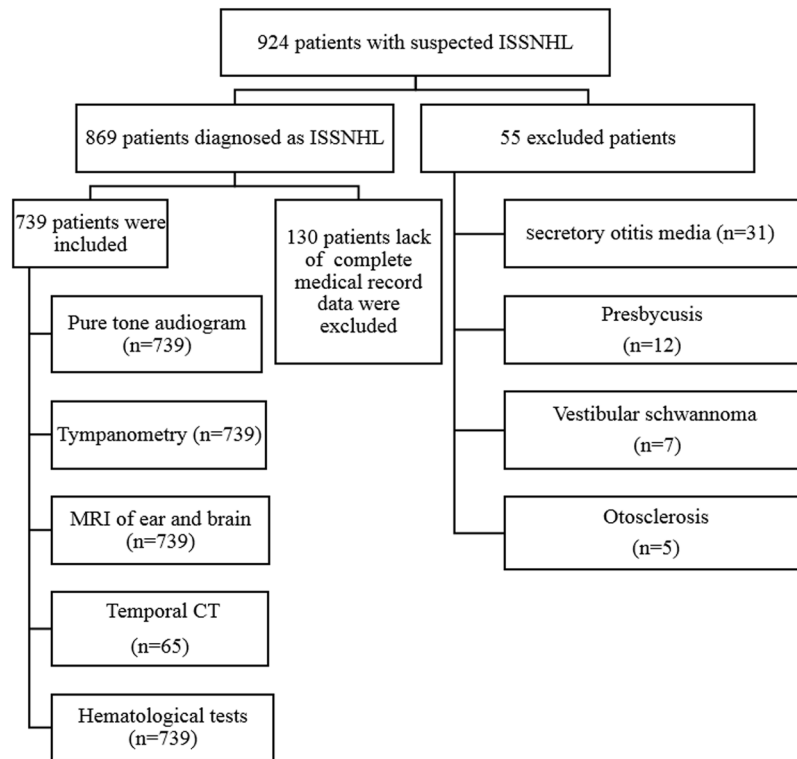 924 patients with suspected ISSNHL
869 patients diagnosed as ISSNHL
55 excluded patients
739 patients were
included
130 patients lack
of complete
medical record
data were
excluded
Pure tone audiogram
(n=739)
Tympanometry (n=739)
MRI of ear and brain
(n=739)
Temporal CT
(n=65)
Hematological tests
(n=739)
secretory otitis media (n=31)
Presbycusis
(n=12)
Vestibular schwannoma
(n=7)
Otosclerosis
(n=5)